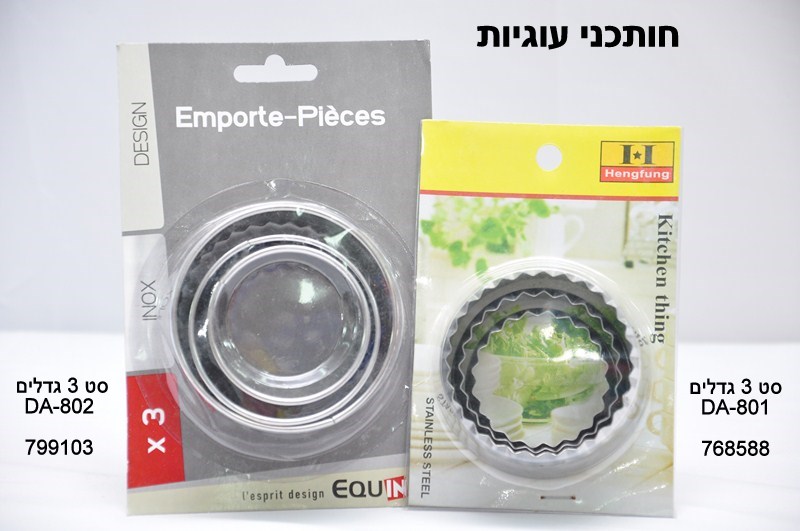 חותכני עוגיות
DESIGN
Emporte-Pièces
INOX
x 3
l'esprit design EQUIN
H H
Hengfung
Kitchen thing
STAINLESS STEEL
סט 3 גדלים
DA-802
799103
סט 3 גדלים
DA-801
768588